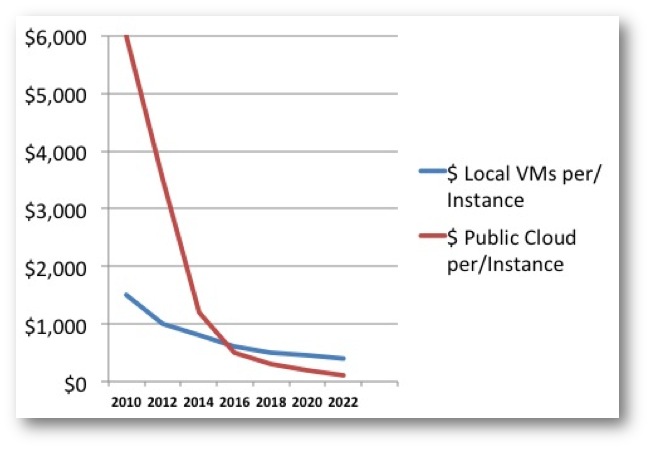 $6,000
$5,000
$4,000
$3,000
$2,000
$1,000
$0
2010 2012 2014 2016 2018 2020 2022
$ Local VMs per/
Instance
$ Public Cloud
per/Instance